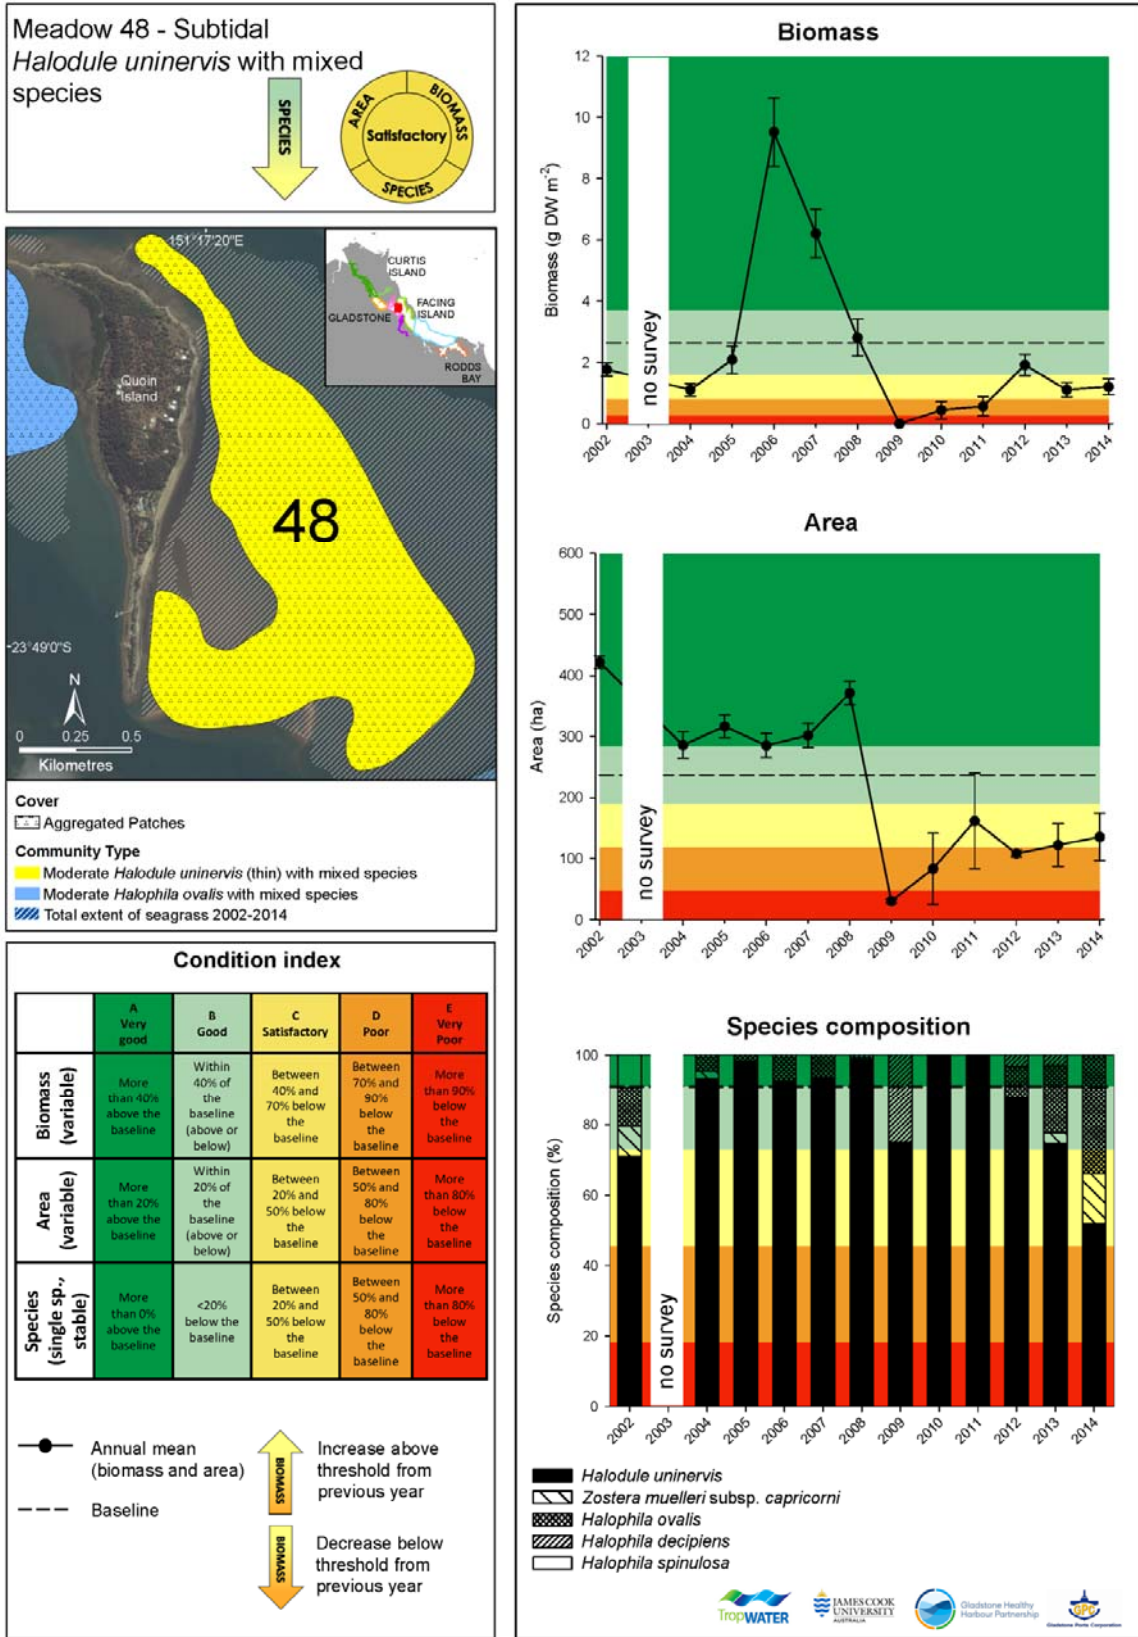 Meadow 48 - Subtidal
Halodule uninervis with mixed
species
SPECIES
AREA
BIOMASS
Satisfactory
SPECIES
151°17'20"E
CURTIS
ISLAND
FACING
ISLAND
GLADSTONE
RODDS
BAY
Quoin
Island
48
23°49'0"S
N
0 0.25 0.5
Kilometres
Cover
Aggregated Patches
Community Type
Moderate Halodule uninervis (thin) with mixed species
Moderate Halophila ovalis with mixed species
Total extent of seagrass 2002-2014
Condition index
A
Very
good
B
Good
C
Satisfactory
D
Poor
E
Very
Poor
Biomass
(variable)
More
than 40%
above the
baseline
Within
40% of
the
baseline
(above or
below)
Between
40% and
70% below
the
baseline
Between
70% and
90%
below
the
baseline
More
than 90%
below
the
baseline
Area
(variable)
More
than 20%
above the
baseline
Within
20% of
the
baseline
(above or
below)
Between
20% and
50% below
the
baseline
Between
50% and
80%
below
the
baseline
More
than 80%
below
the
baseline
Species
(single sp.,
stable)
More
than 0%
above the
baseline
<20%
below the
baseline
Between
20% and
50% below
the
baseline
Between
50% and
80%
below
the
baseline
More
than 80%
below
the
baseline
Annual mean
(biomass and area)
Baseline
BIOMASS
Increase above
threshold from
previous year
BIOMASS
Decrease below
threshold from
previous year
Biomass
Biomass (g DW m-2)
12
10
8
6
4
2
0
no survey
2002 2003 2004 2005 2006 2007 2008 2009 2010 2011 2012 2013 2014
Area
Area (ha)
600
500
400
300
200
100
0
no survey
2002 2003 2004 2005 2006 2007 2008 2009 2010 2011 2012 2013 2014
Species composition
Species composition (%)
100
80
60
40
20
0
no survey
2002 2003 2004 2005 2006 2007 2008 2009 2010 2011 2012 2013 2014
Halodule uninervis
Zostera muelleri subsp. capricorni
Halophila ovalis
Halophila decipiens
Halophila spinulosa
TropWATER
JAMES COOK
UNIVERSITY
AUSTRALIA
Gladstone Healthy
Harbour Partnership
GPC
Gladstone Ports Corporation